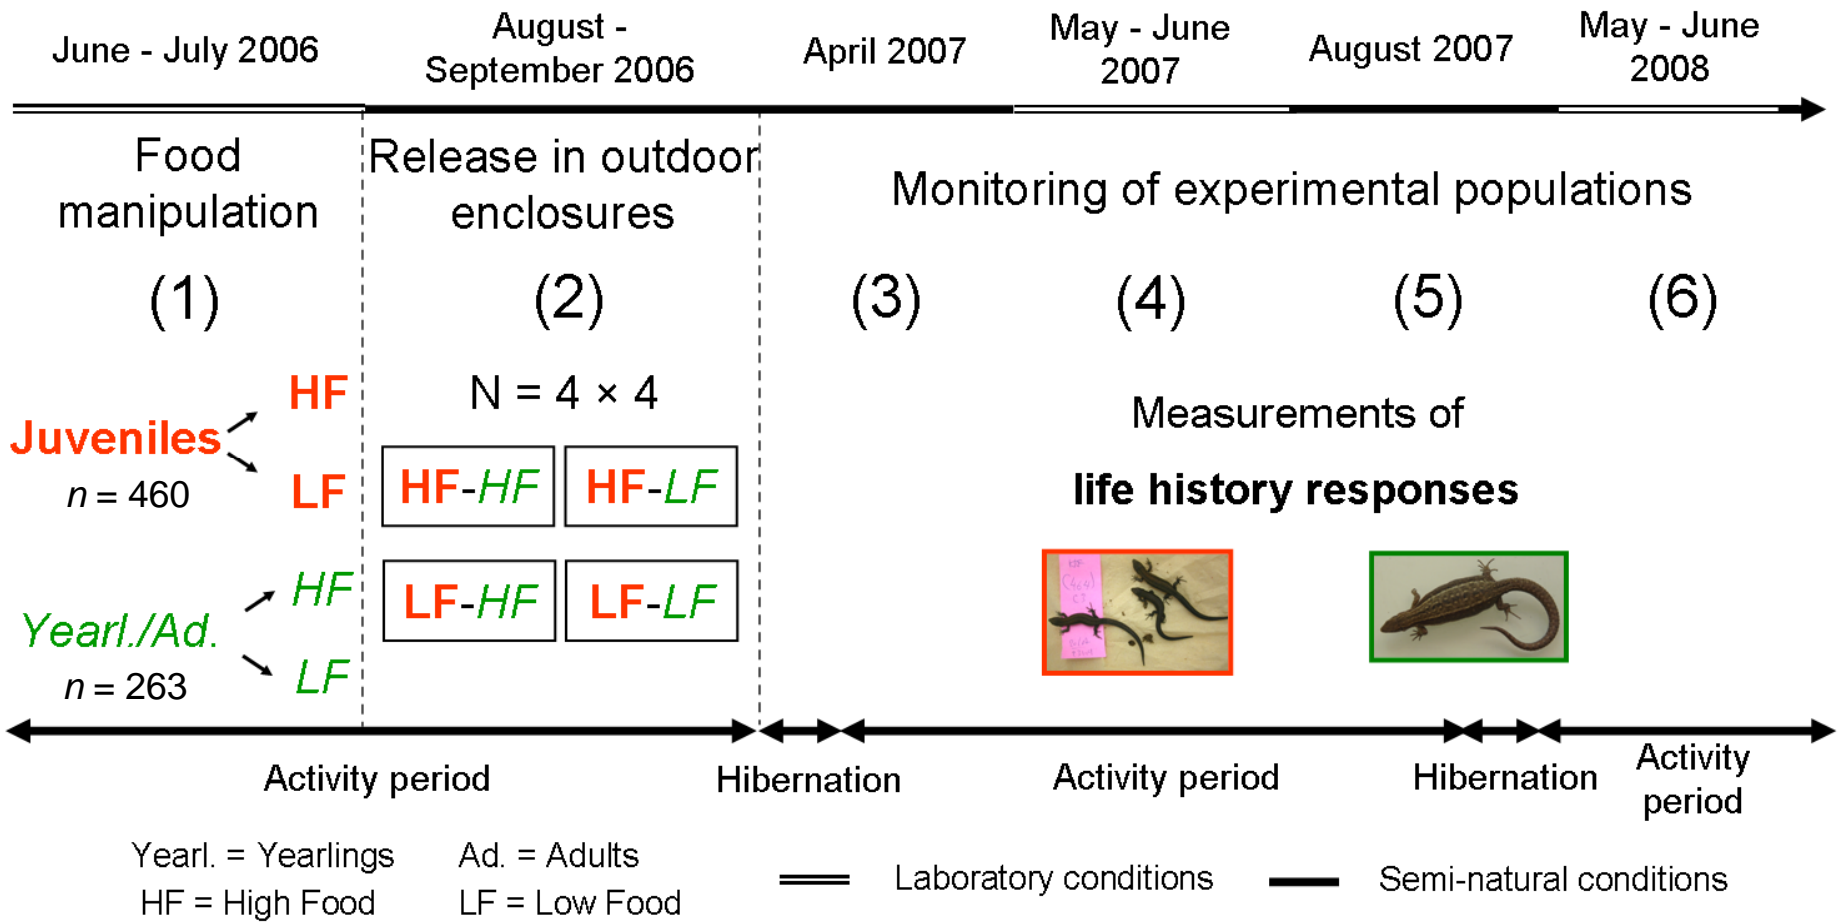 June - July 2006
August -
September 2006
April 2007
May - June
2007
August 2007
May - June
2008
Food
manipulation
Release in outdoor
enclosures
Monitoring of experimental populations
(1)
(2)
(3)
(4)
(5)
(6)
HF
Juveniles
LF
n = 460
HF
Yearl./Ad.
LF
n = 263
N = 4 × 4
HF-HF
HF-LF
LF-HF
LF-LF
Measurements of
life history responses
Activity period
Hibernation
Activity period
Hibernation
Activity
period
Yearl. = Yearlings
Ad. = Adults
HF = High Food
LF = Low Food
Laboratory conditions
Semi-natural conditions